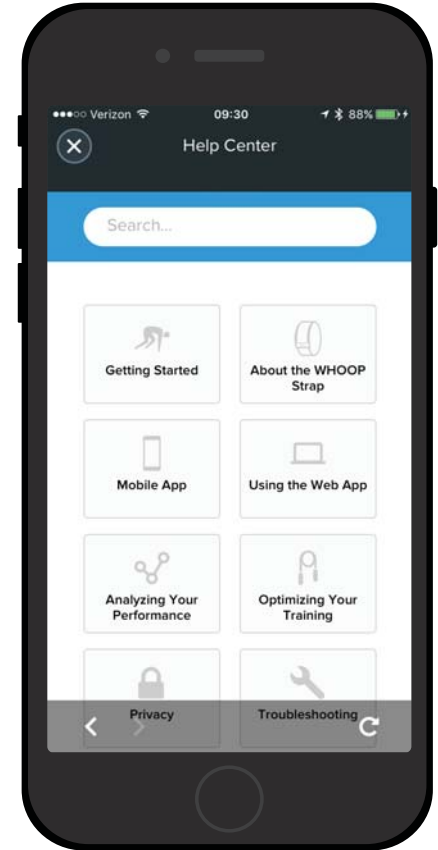 Verizon 09:30 88%
Help Center
Search...
Getting Started
About the WHOOP
Strap
Mobile App
Using the Web App
Analyzing Your
Performance
Optimizing Your
Training
Privacy
Troubleshooting